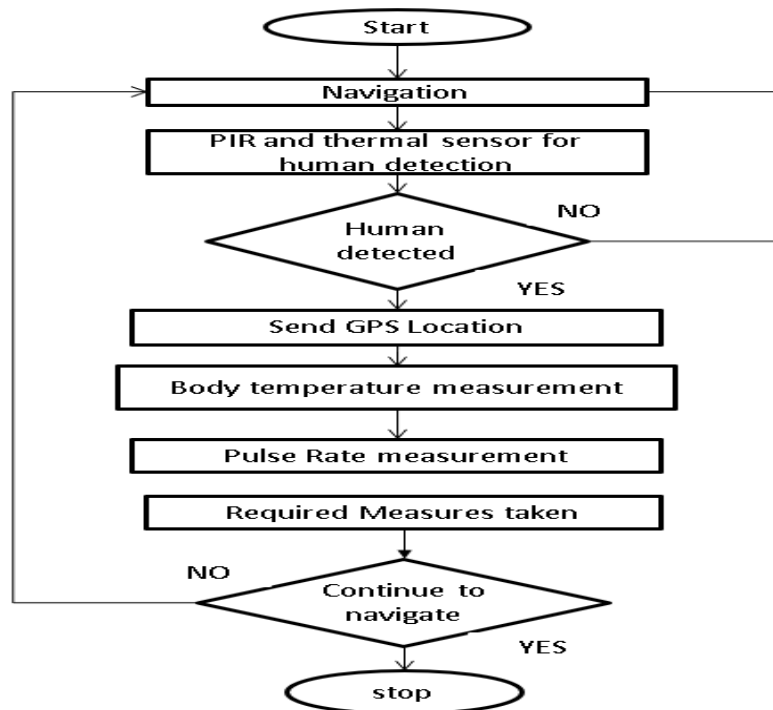 Start
Navigation
PIR and thermal sensor for
human detection
NO
Human
detected
YES
Send GPS Location
Body temperature measurement
Pulse Rate measurement
Required Measures taken
NO
Continue to
navigate
YES
stop